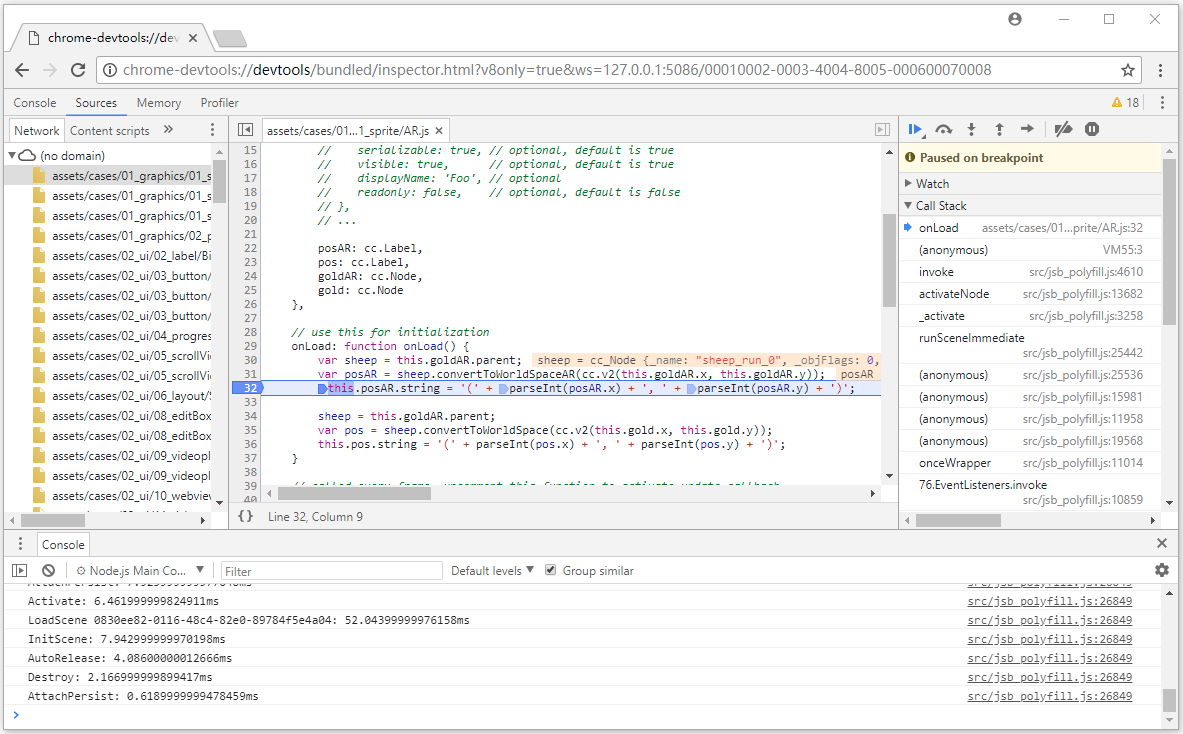 chrome-devtools://dev
chrome-devtools://devtools/bundled/inspector.html?v8only=true&ws=127.0.0.1:5086/00010002-0003-4004-8005-000600070008
Console Sources Memory Profiler 18
Network Content scripts »
(no domain)
assets/cases/01_graphics/01_s
assets/cases/01_graphics/01_s
assets/cases/01_graphics/01_s
assets/cases/01_graphics/02_p
assets/cases/02_ui/02_label/Bi
assets/cases/02_ui/03_button/
assets/cases/02_ui/03_button/
assets/cases/02_ui/03_button/
assets/cases/02_ui/04_progres
assets/cases/02_ui/05_scrollVi
assets/cases/02_ui/05_scrollVi
assets/cases/02_ui/06_layout/S
assets/cases/02_ui/08_editBox
assets/cases/02_ui/08_editBox
assets/cases/02_ui/09_videopl
assets/cases/02_ui/09_videopl
assets/cases/02_ui/10_webview
assets/cases/01...1_sprite/AR.js
15 // serializable: true, // optional, default is true
16 // visible: true, // optional, default is true
17 // displayName: 'Foo', // optional
18 // readonly: false, // optional, default is false
19 // },
20 // ...
21
22 posAR: cc.Label,
23 pos: cc.Label,
24 goldAR: cc.Node,
25 gold: cc.Node
26 },
27
28 // use this for initialization
29 onLoad: function onLoad() {
30 var sheep = this.goldAR.parent; sheep = cc_Node {_name: "sheep_run_0", _objFlags: 0,
31 var posAR = sheep.convertToWorldSpaceAR(cc.v2(this.goldAR.x, this.goldAR.y)); posAR
32 this.posAR.string = '(' + parseInt(posAR.x) + ', ' + parseInt(posAR.y) + ')';
33
34 sheep = this.goldAR.parent;
35 var pos = sheep.convertToWorldSpace(cc.v2(this.gold.x, this.gold.y));
36 this.pos.string = '(' + parseInt(pos.x) + ', ' + parseInt(pos.y) + ')';
37 }
38
39 // called every frame, uncomment this function to activate update callback
40
{} Line 32, Column 9
Paused on breakpoint
Watch
Call Stack
onLoad assets/cases/01...prite/AR.js:32
(anonymous) VM55:3
invoke src/jsb_polyfill.js:4610
activateNode src/jsb_polyfill.js:13682
_activate src/jsb_polyfill.js:3258
runSceneImmediate
src/jsb_polyfill.js:25442
(anonymous) src/jsb_polyfill.js:25536
(anonymous) src/jsb_polyfill.js:15981
(anonymous) src/jsb_polyfill.js:11958
(anonymous) src/jsb_polyfill.js:19568
onceWrapper src/jsb_polyfill.js:11014
76.EventListeners.invoke
src/jsb_polyfill.js:10859
Console
Node.js Main Co... Filter Default levels Group similar
src/jsb_polyfill.js:26849
Activate: 6.461999999824911ms src/jsb_polyfill.js:26849
LoadScene 0830ee82-0116-48c4-82e0-89784f5e4a04: 52.04399999976158ms src/jsb_polyfill.js:26849
InitScene: 7.942999999970198ms src/jsb_polyfill.js:26849
AutoRelease: 4.08600000012666ms src/jsb_polyfill.js:26849
Destroy: 2.166999999899417ms src/jsb_polyfill.js:26849
AttachPersist: 0.6189999999478459ms src/jsb_polyfill.js:26849